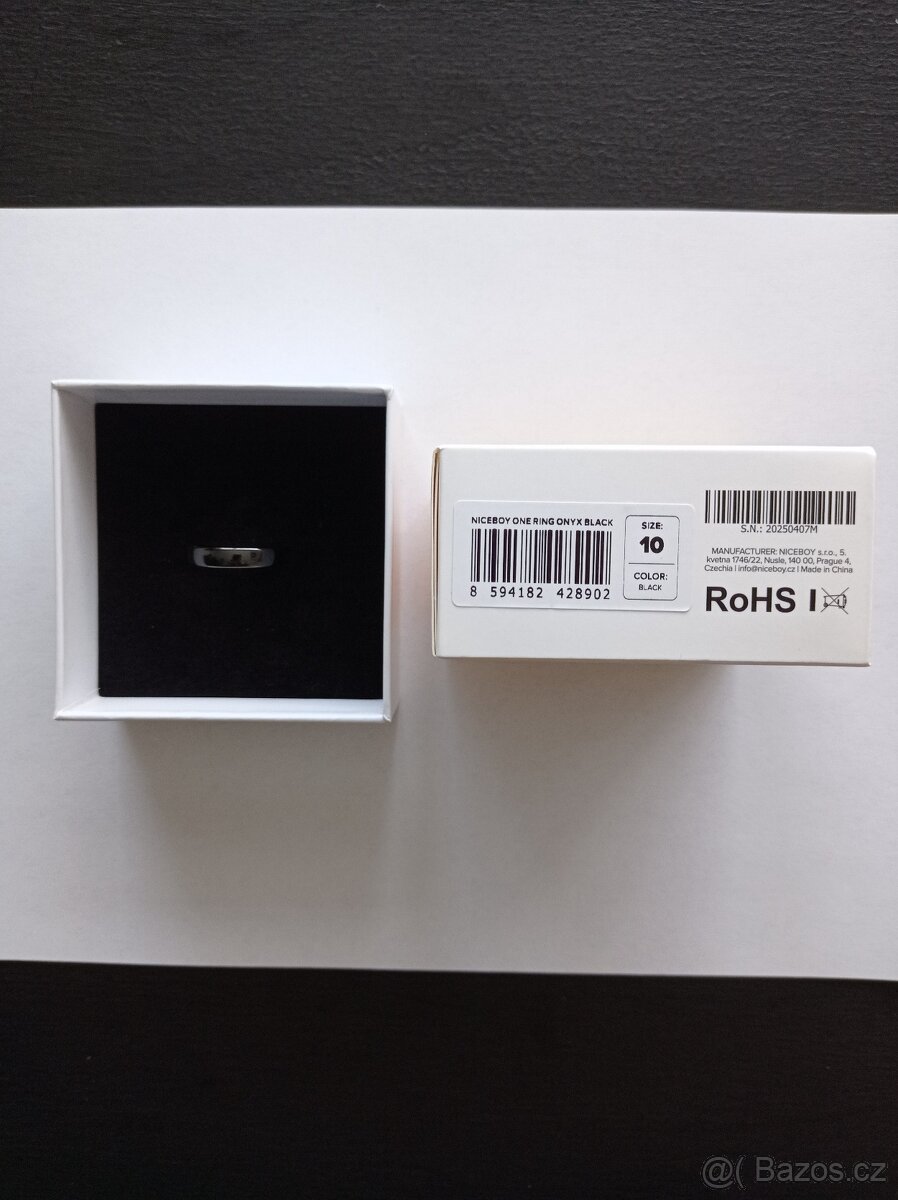 NICEBOY ONE RING ONYX BLACK
8 594182 428902
SIZE:
10
COLOR:
BLACK
S.N.: 20250407M
MANUFACTURER: NICEBOY s.r.o., 5.
kvetna 1746/22, Nusle, 140 00, Prague 4,
Czechia | info@niceboy.cz | Made in China
RoHS I
@( Bazos.cz